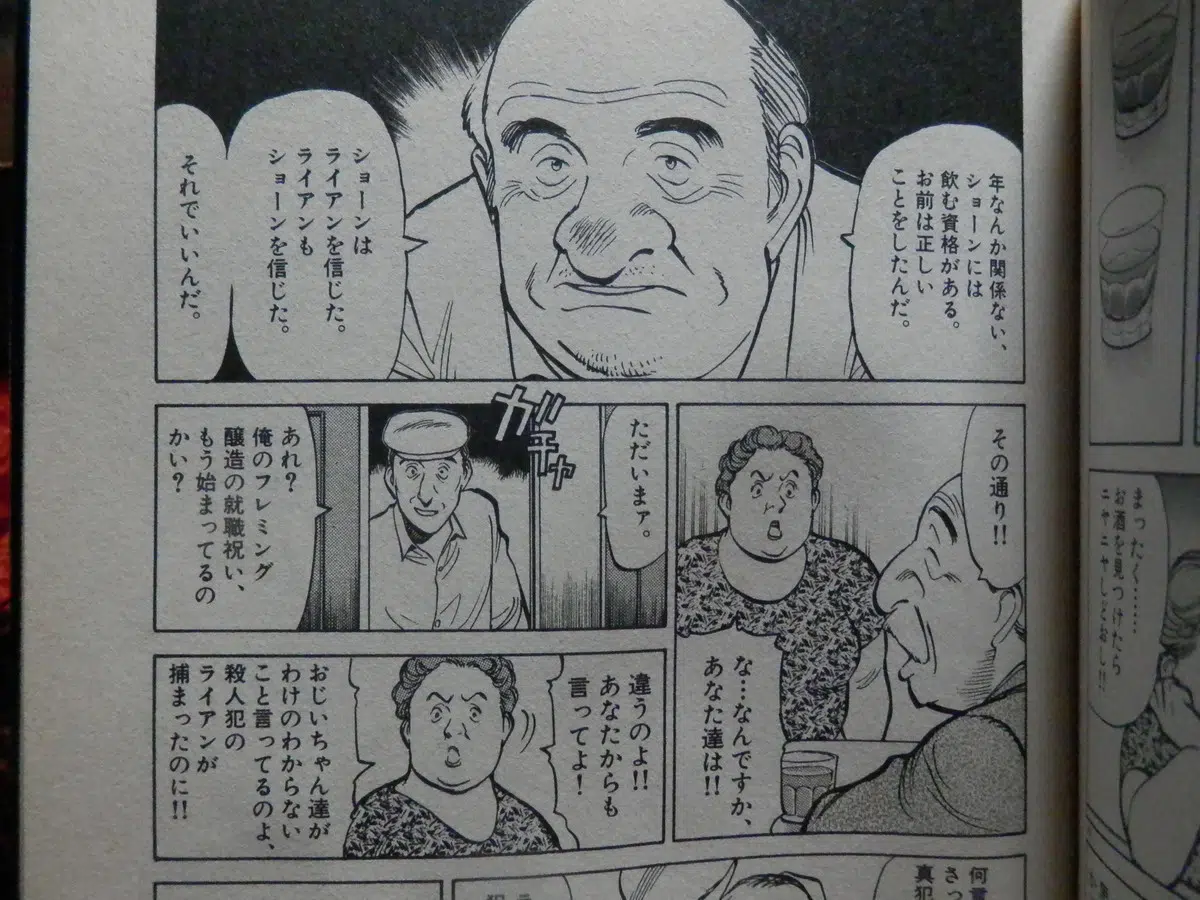 年なんか関係ない、
ショーンには
飲む資格がある。
お前は正しい
ことをしたんだ。
ショーンは
ライアンを信じた。
ライアンも
ショーンを信じた。
それでいいんだ。
その通り!!
な…なんですか、
あなた達は!!
ただいまァ。
ガチャ
あれ?
俺のフレミング
醸造の就職祝い、
もう始まってるの
かい?
違うのよ!!
あなたからも
言ってよ!
おじいちゃん達が
わけのわからない
こと言ってるのよ、
殺人犯の
ライアンが
捕まったのに!!
まったく……
お酒を見つけたら
ニヤニヤしどおし!!